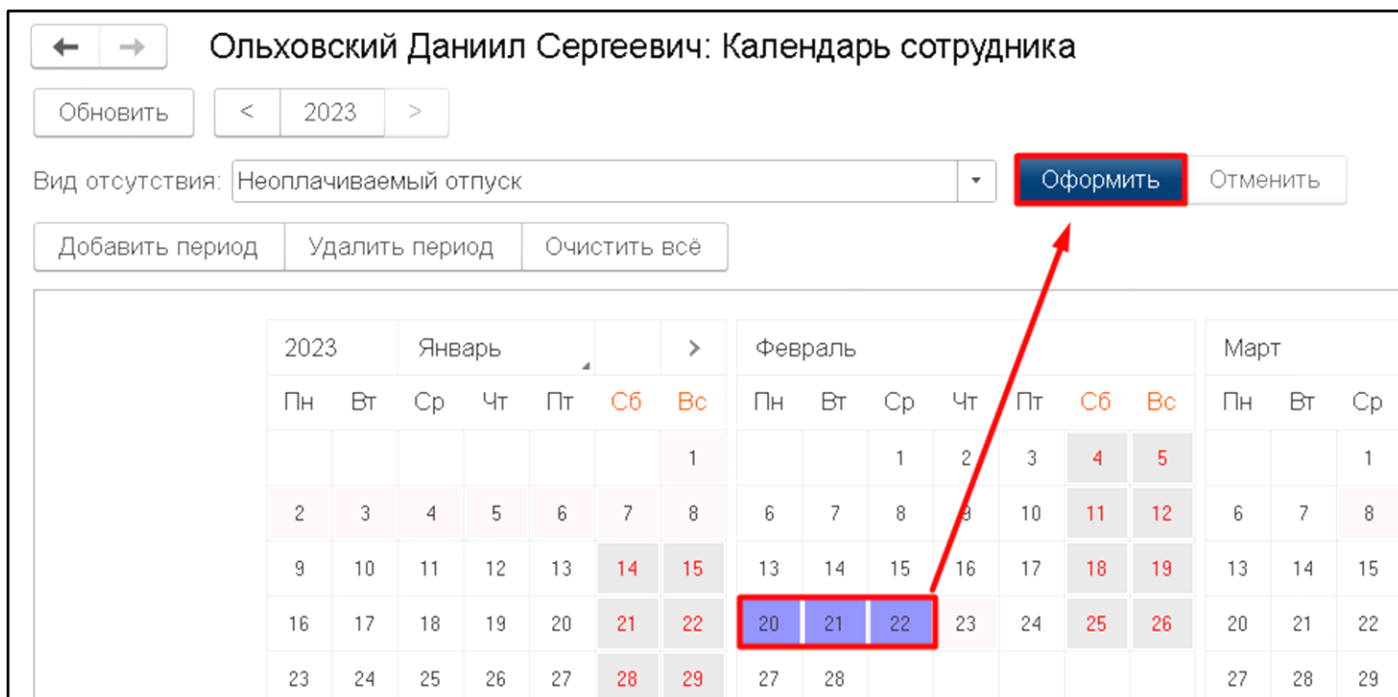 Ольховский Даниил Сергеевич: Календарь сотрудника
Обновить < 2023 >
Вид отсутствия: Неоплачиваемый отпуск Оформить Отменить
Добавить период Удалить период Очистить всё
2023 Январь > Февраль Март
Пн Вт Ср Чт Пт Сб Вс Пн Вт Ср Чт Пт Сб Вс Пн Вт Ср
1 1 2 3 4 5 1
2 3 4 5 6 7 8 6 7 8 9 10 11 12 6 7 8
9 10 11 12 13 14 15 13 14 15 16 17 18 19 13 14 15
16 17 18 19 20 21 22 20 21 22 23 24 25 26 20 21 22
23 24 25 26 27 28 29 27 28 27 28 29